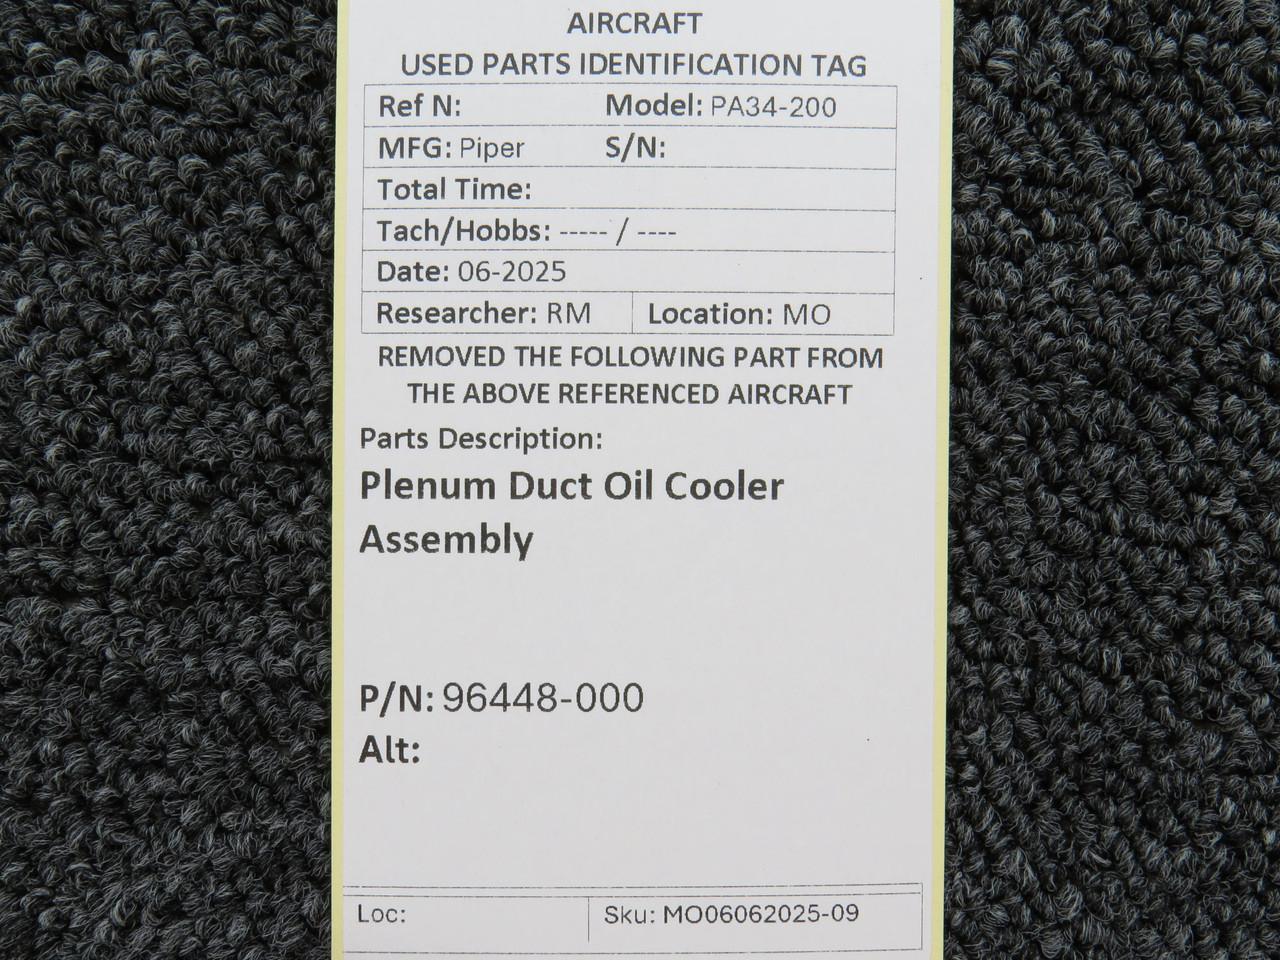 AIRCRAFT
USED PARTS IDENTIFICATION TAG
Ref N: Model: PA34-200
MFG: Piper S/N:
Total Time:
Tach/Hobbs: ----- / ----
Date: 06-2025
Researcher: RM Location: MO
REMOVED THE FOLLOWING PART FROM
THE ABOVE REFERENCED AIRCRAFT
Parts Description:
Plenum Duct Oil Cooler
Assembly
P/N: 96448-000
Alt:
Loc: Sku: MO06062025-09